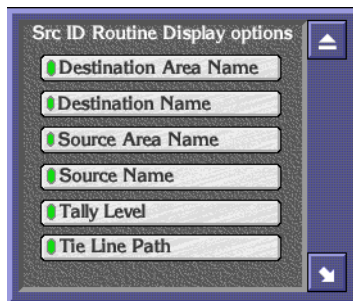 Src ID Routine Display options
Destination Area Name
Destination Name
Source Area Name
Source Name
Tally Level
Tie Line Path